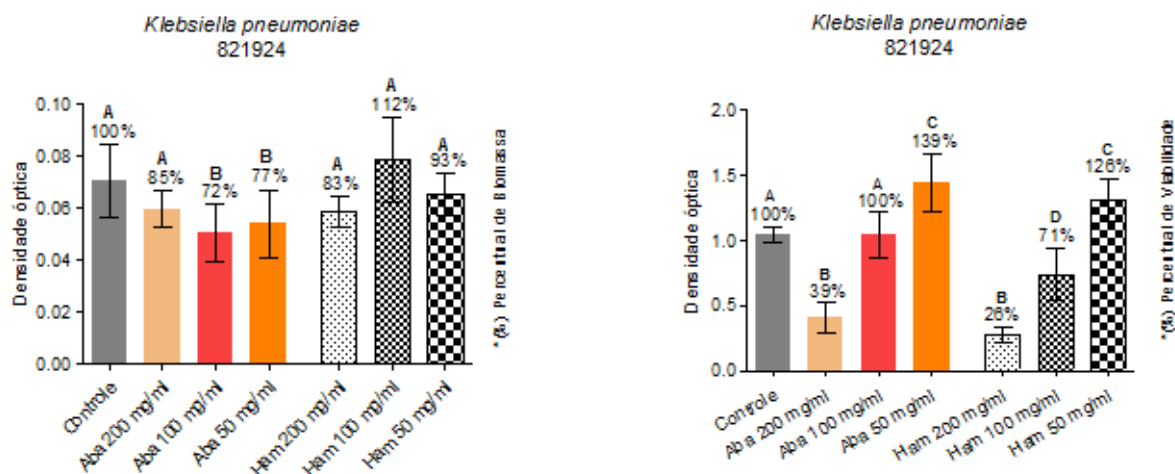 Klebsiella pneumoniae
821924
Densidade óptica
0.10
0.08
0.06
0.04
0.02
0.00
A
100%
A
85%
B
72%
B
77%
A
83%
A
112%
A
93%
Controle
Aba 200 mg/ml
Aba 100 mg/ml
Aba 50 mg/ml
Ham 200 mg/ml
Ham 100 mg/ml
Ham 50 mg/ml
*(%) Percentual de Biomassa
Klebsiella pneumoniae
821924
Densidade óptica
2.0
1.5
1.0
0.5
0.0
A
100%
B
39%
A
100%
C
139%
B
26%
D
71%
C
126%
Controle
Aba 200 mg/ml
Aba 100 mg/ml
Aba 50 mg/ml
Ham 200 mg/ml
Ham 100 mg/ml
Ham 50 mg/ml
*(%) Percentual de Viabilidade